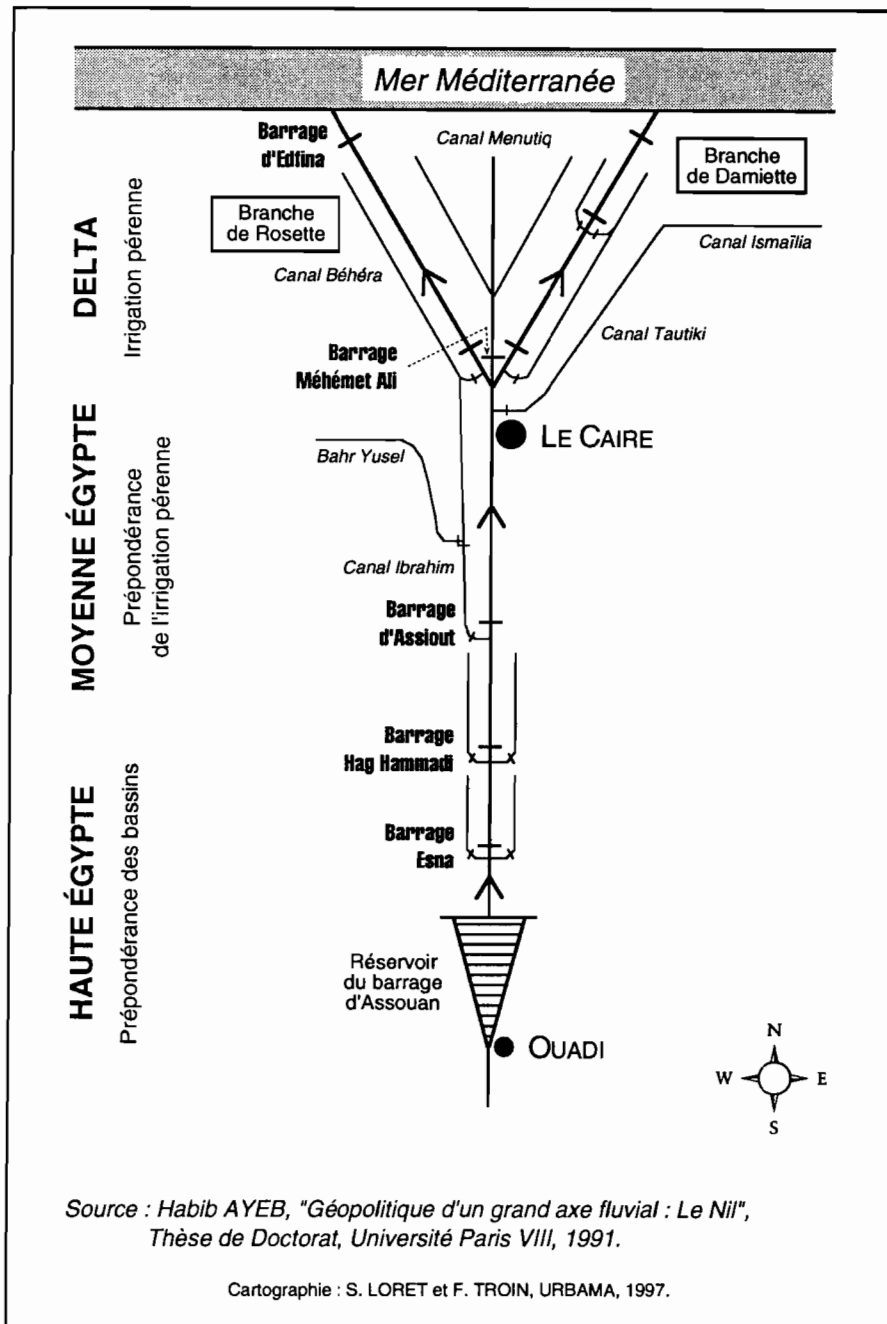 Mer Méditerranée
Barrage
d'Edfina
Canal Menutiq
Branche
de Damiette
Branche
de Rosette
Canal Ismaïlia
Canal Béhéra
Canal Tautiki
DELTA
Irrigation pérenne
Barrage
Méhémet Ali
LE CAIRE
Bahr Yusel
MOYENNE ÉGYPTE
Prépondérance
de l'irrigation pérenne
Canal Ibrahim
Barrage
d'Assiout
Barrage
Hag Hammadi
Barrage
Esna
HAUTE ÉGYPTE
Prépondérance des bassins
Réservoir
du barrage
d'Assouan
OUADI
N
W
E
S
Source : Habib AYEB, "Géopolitique d'un grand axe fluvial : Le Nil",
Thèse de Doctorat, Université Paris VIII, 1991.
Cartographie : S. LORET et F. TROIN, URBAMA, 1997.